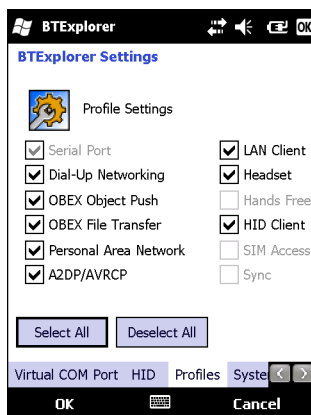 BTExplorer OK
BTExplorer Settings
Profile Settings
Serial Port LAN Client
Dial-Up Networking Headset
OBEX Object Push Hands Free
OBEX File Transfer HID Client
Personal Area Network SIM Access
A2DP/AVRCP Sync
Select All Deselect All
Virtual COM Port HID Profiles Syste
OK Cancel